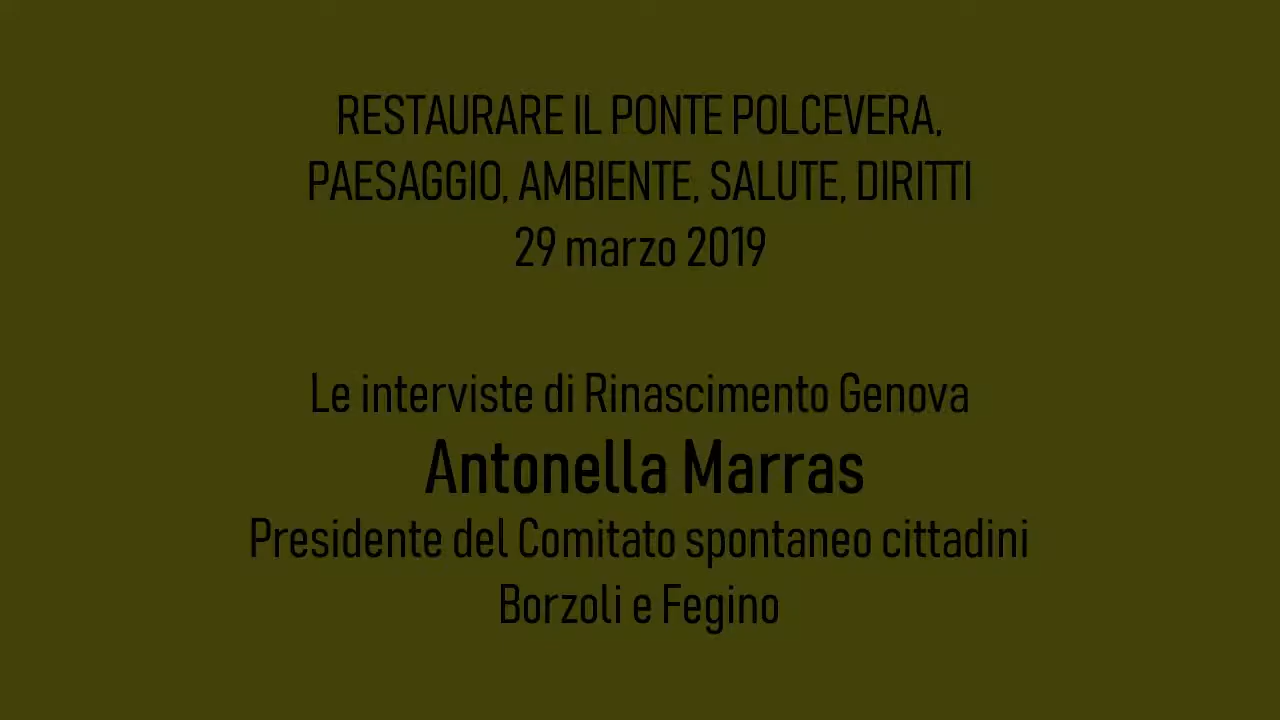 RESTAURARE IL PONTE POLCEVERA,
PAESAGGIO, AMBIENTE, SALUTE, DIRITTI
29 marzo 2019
Le interviste di Rinascimento Genova
Antonella Marras
Presidente del Comitato spontaneo cittadini
Borzoli e Fegino